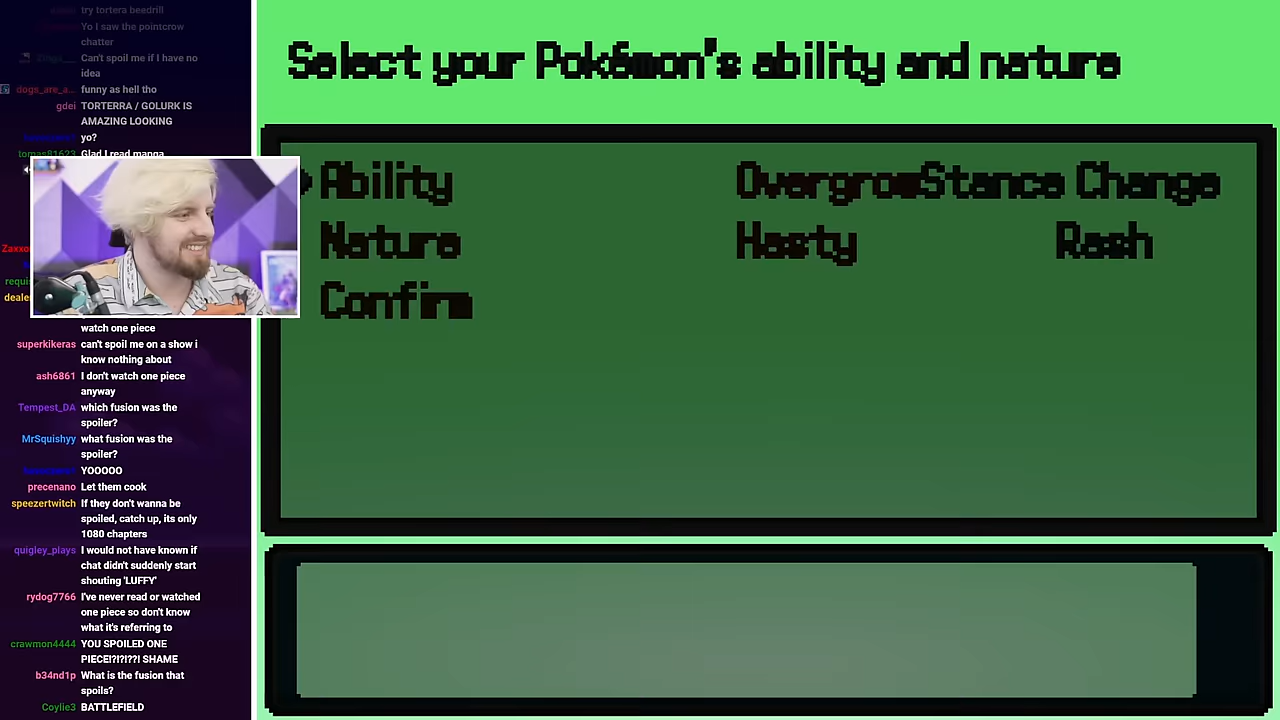 try tortera beedrill
Yo I saw the pointcrow
chatter
Can't spoil me if I have no
idea
dogs_are_a... funny as hell tho
gdei TORTERRA / GOLURK IS
AMAZING LOOKING
yo?
tomas81623 Glad I read manga
Zaxxo
requi
deale
watch one piece
superkikeras can't spoil me on a show i
know nothing about
ash6861 I don't watch one piece
anyway
Tempest_DA which fusion was the
spoiler?
MrSquishyy what fusion was the
spoiler?
YOOOOO
precenano Let them cook
speezertwitch If they don't wanna be
spoiled, catch up, its only
1080 chapters
quigley_plays I would not have known if
chat didn't suddenly start
shouting 'LUFFY'
rydog7766 I've never read or watched
one piece so don't know
what it's referring to
crawmon4444 YOU SPOILED ONE
PIECE!?!?!??! SHAME
b34nd1p What is the fusion that
spoils?
Coylie3 BATTLEFIELD
Select your Pokémon's ability and nature
Ability OvergrowStance Change
Nature Hasty Rash
Confirm